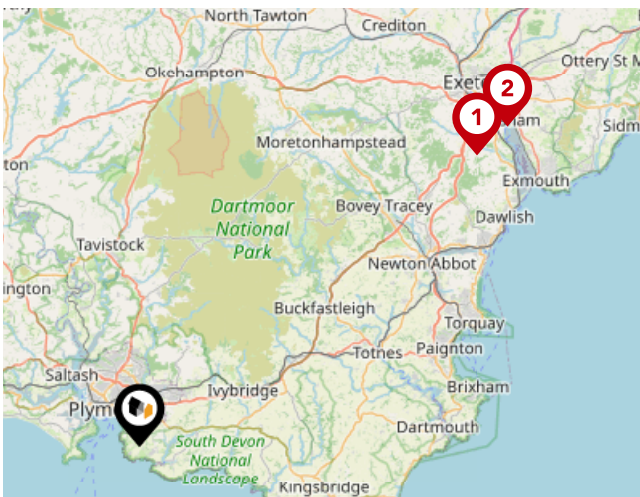 North Tawton
Crediton
Okehampton
Exete
Ottery St M
2
1
ham
Sidm
ton
Moretonhampstead
Exmouth
Dartmoor
National
Park
Bovey Tracey
Dawlish
Tavistock
Newton Abbot
ington
Buckfastleigh
Torquay
Totnes
Paignton
Saltash
Ivybridge
Brixham
Plym
Dartmouth
South Devon
National
Landscape
Kingsbridge